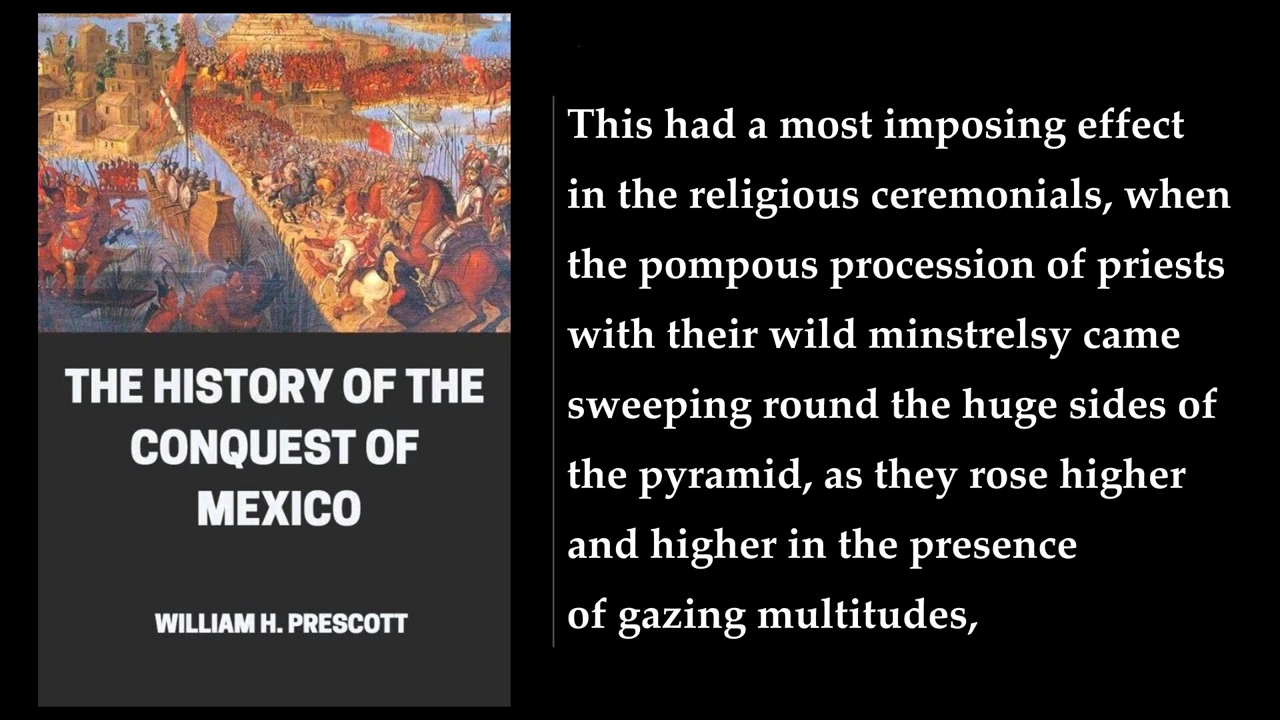 THE HISTORY OF THE
CONQUEST OF
MEXICO
WILLIAM H. PRESCOTT
This had a most imposing effect
in the religious ceremonials, when
the pompous procession of priests
with their wild minstrelsy came
sweeping round the huge sides of
the pyramid, as they rose higher
and higher in the presence
of gazing multitudes,